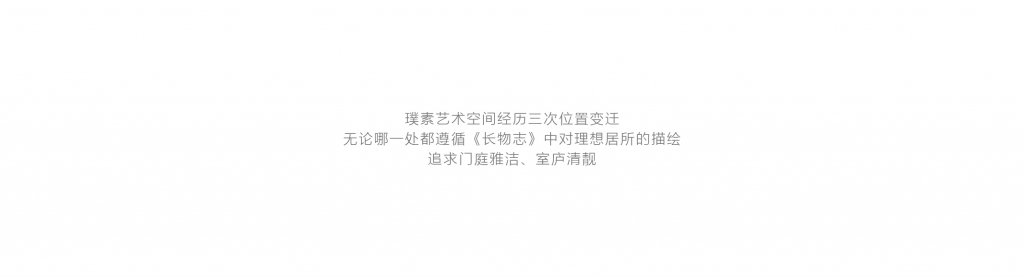 璞素艺术空间经历三次位置变迁
无论哪一处都遵循《长物志》中对理想居所的描绘
追求门庭雅洁、室庐清靓